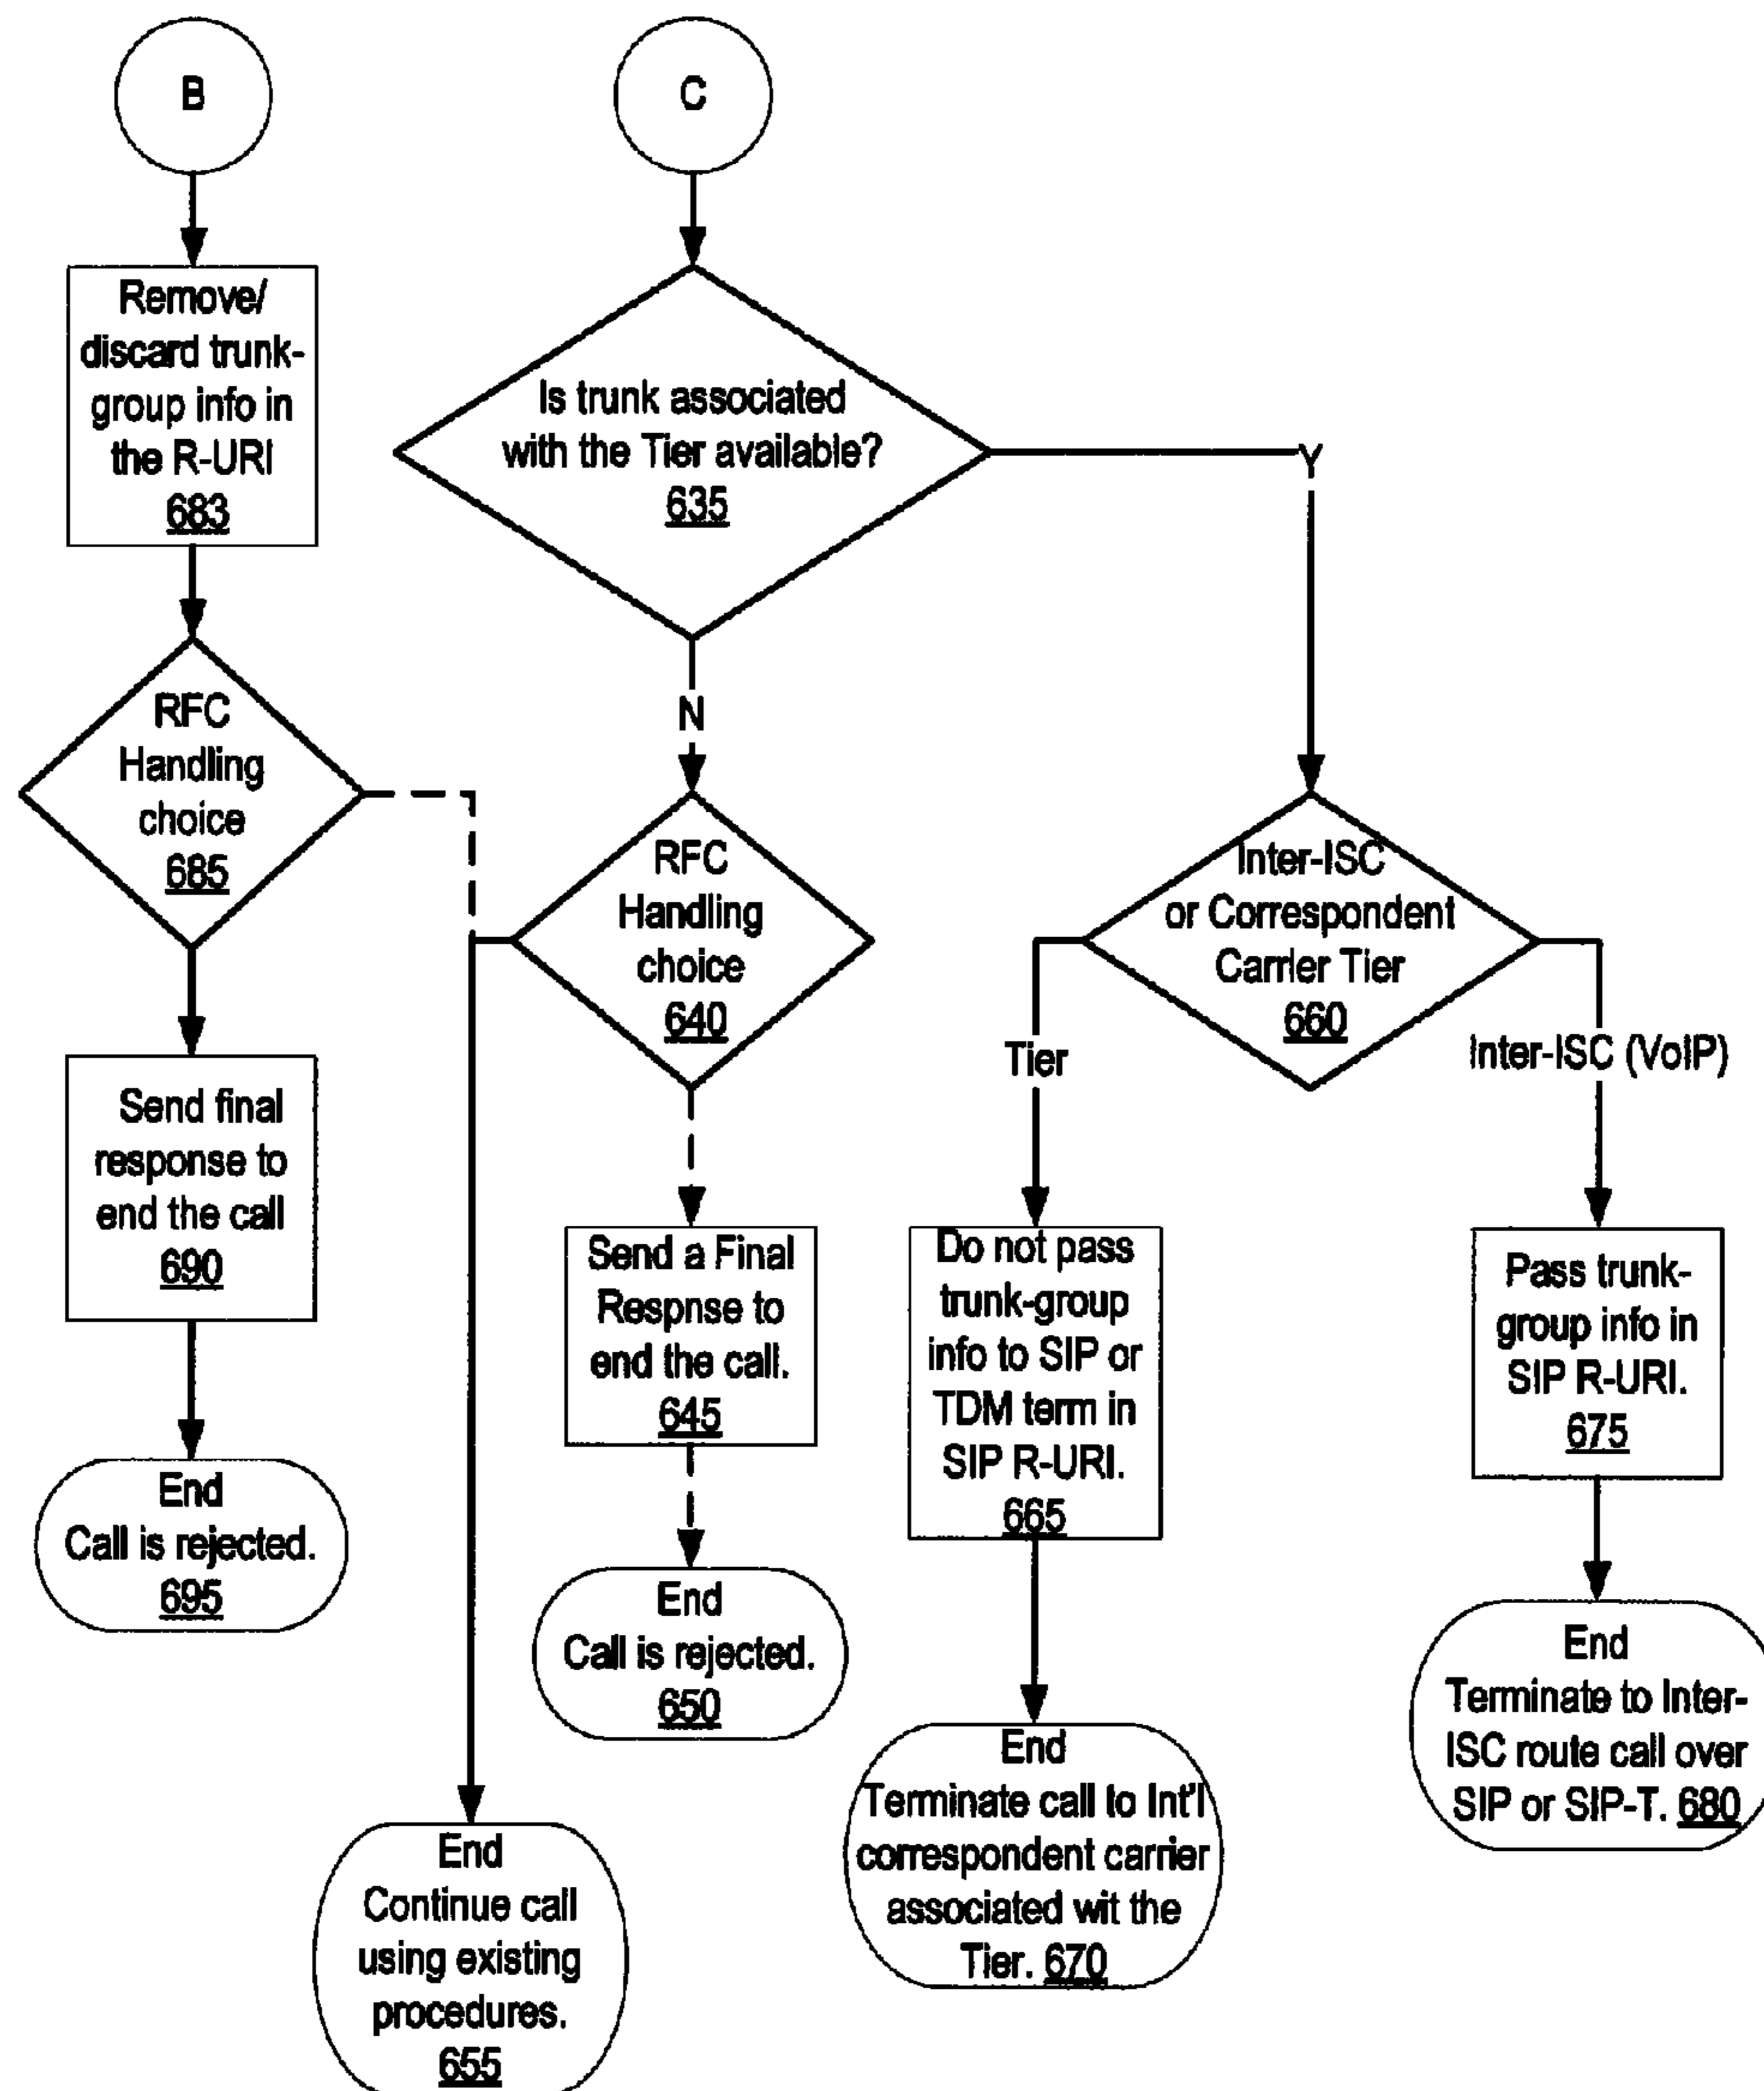 B
Remove/
discard trunk-
group info in
the R-URI
683
RFC
Handling
choice
685
Send final
response to
end the call
690
End
Call is rejected.
695
C
Is trunk associated
with the Tier available?
635
Y
N
RFC
Handling
choice
640
Send a Final
Respnse to
end the call.
645
End
Call is rejected.
650
End
Continue call
using existing
procedures.
655
Inter-ISC
or Correspondent
Carrier Tier
660
Tier
Inter-ISC (VoIP)
Do not pass
trunk-group
info to SIP or
TDM term in
SIP R-URI.
665
End
Terminate call to Int'l
correspondent carrier
associated wit the
Tier. 670
Pass trunk-
group info in
SIP R-URI.
675
End
Terminate to Inter-
ISC route call over
SIP or SIP-T. 680